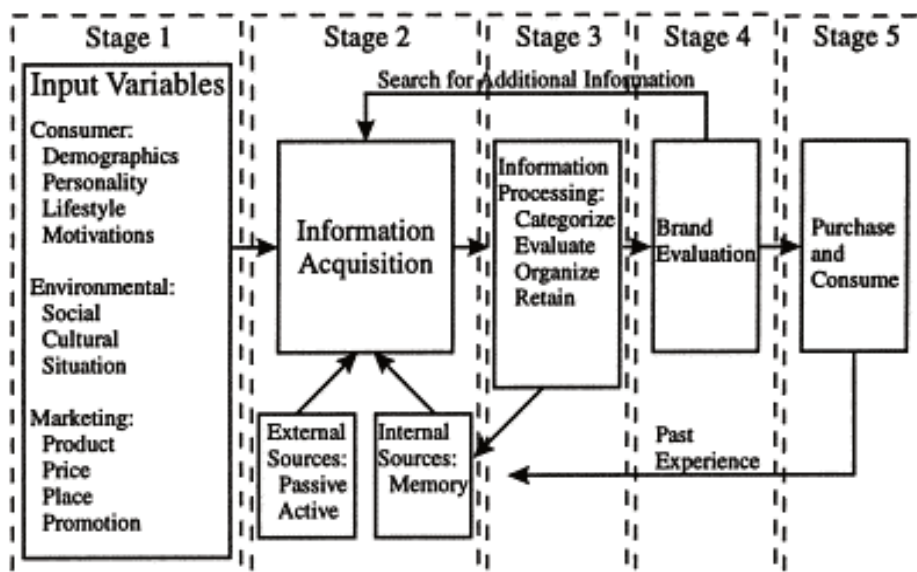 Stage 1
Stage 2
Stage 3
Stage 4
Stage 5
Input Variables
Consumer:
Demographics
Personality
Lifestyle
Motivations
Environmental:
Social
Cultural
Situation
Marketing:
Product
Price
Place
Promotion
Search for Additional Information
Information
Acquisition
External
Sources:
Passive
Active
Internal
Sources:
Memory
Information
Processing:
Categorize
Evaluate
Organize
Retain
Brand
Evaluation
Purchase
and
Consume
Past
Experience